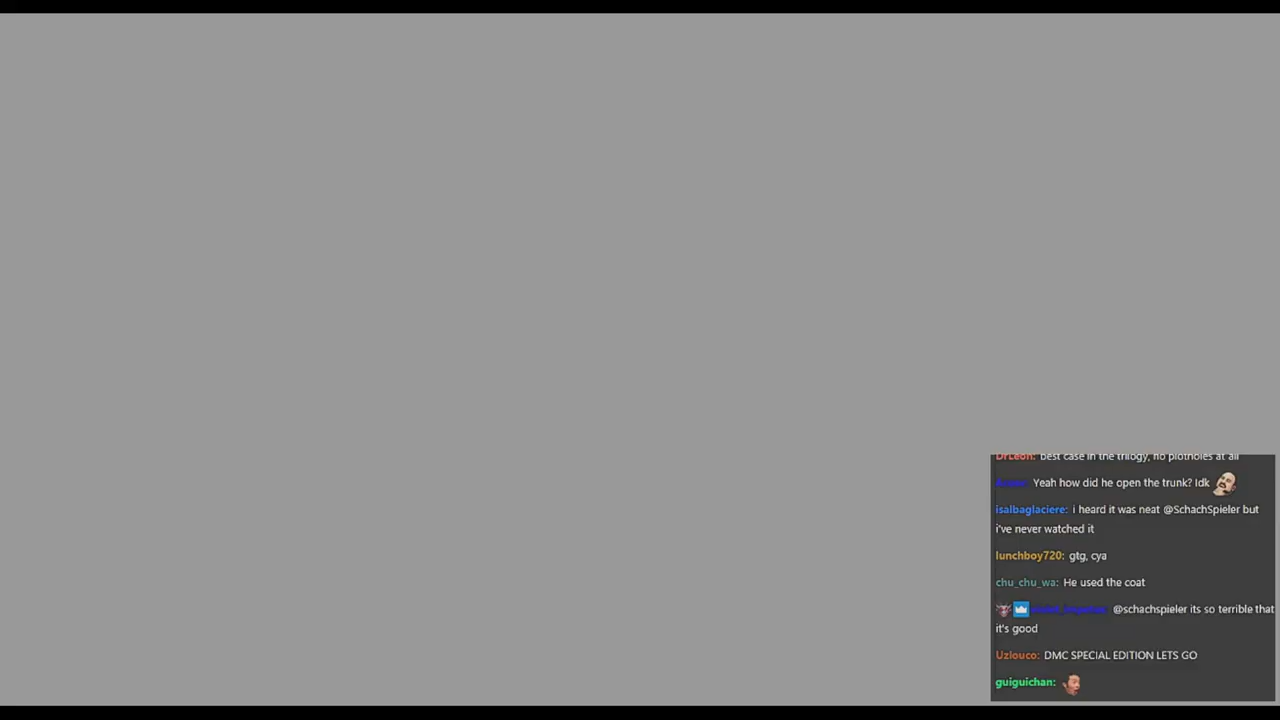 DrLeon: best case in the trilogy, no plotholes at all
Yeah how did he open the trunk? Idk
isalbaglaciere: i heard it was neat @SchachSpieler but
i've never watched it
lunchboy720: gtg, cya
chu_chu_wa: He used the coat
@schachspieler its so terrible that
it's good
Uzlouco: DMC SPECIAL EDITION LETS GO
guiguichan: